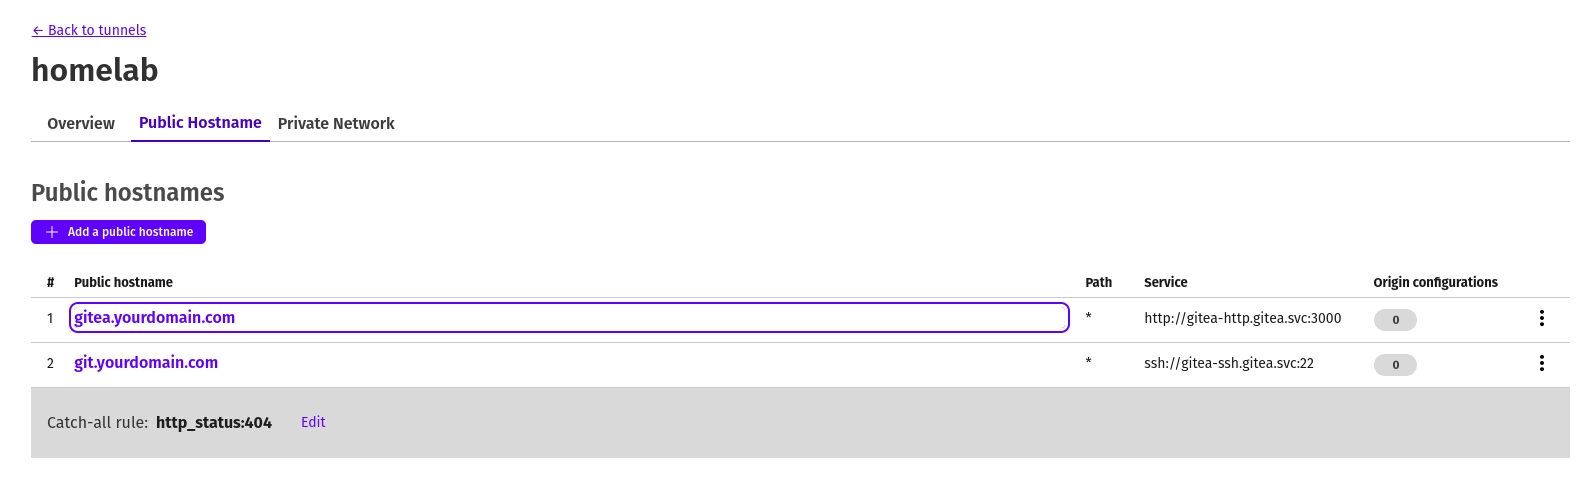 ← Back to tunnels
homelab
Overview Public Hostname Private Network
Public hostnames
+ Add a public hostname
# Public hostname Path Service Origin configurations
1 gitea.yourdomain.com * http://gitea-http.gitea.svc:3000 0
2 git.yourdomain.com * ssh://gitea-ssh.gitea.svc:22 0
Catch-all rule: http_status:404 Edit